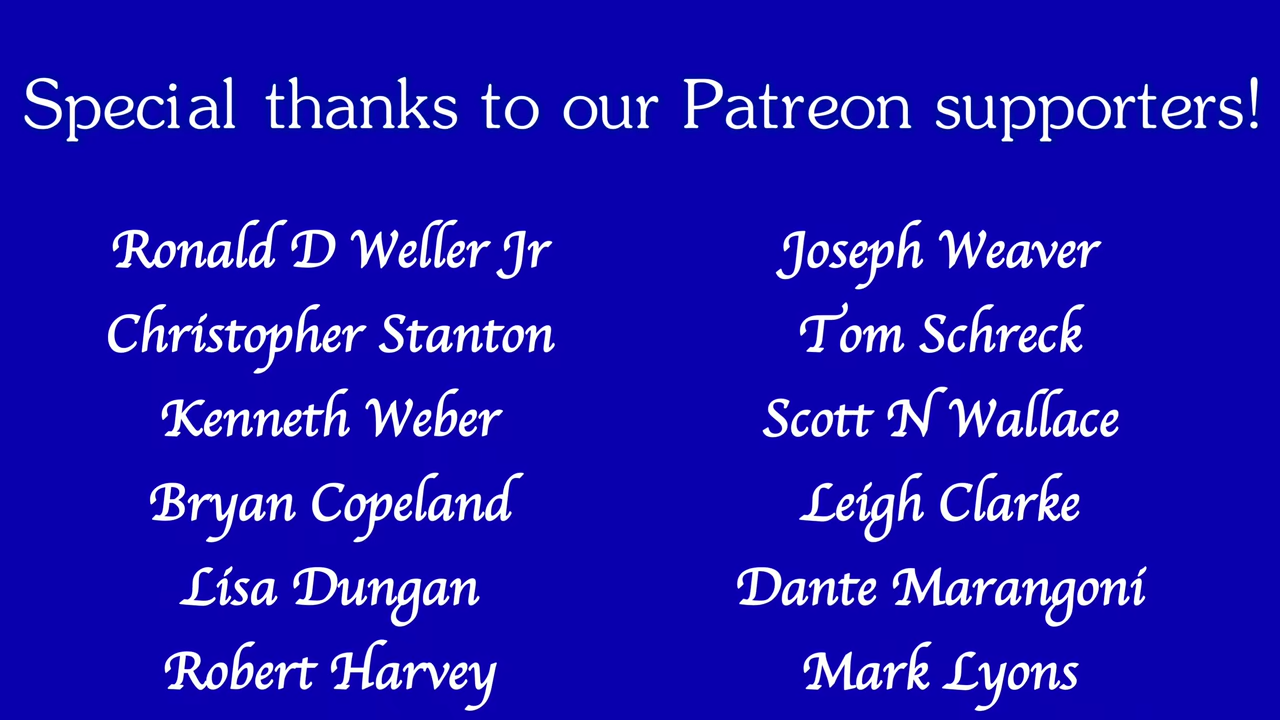 Special thanks to our Patreon supporters!
Ronald D Weller Jr
Christopher Stanton
Kenneth Weber
Bryan Copeland
Lisa Dungan
Robert Harvey
Joseph Weaver
Tom Schreck
Scott N Wallace
Leigh Clarke
Dante Marangoni
Mark Lyons